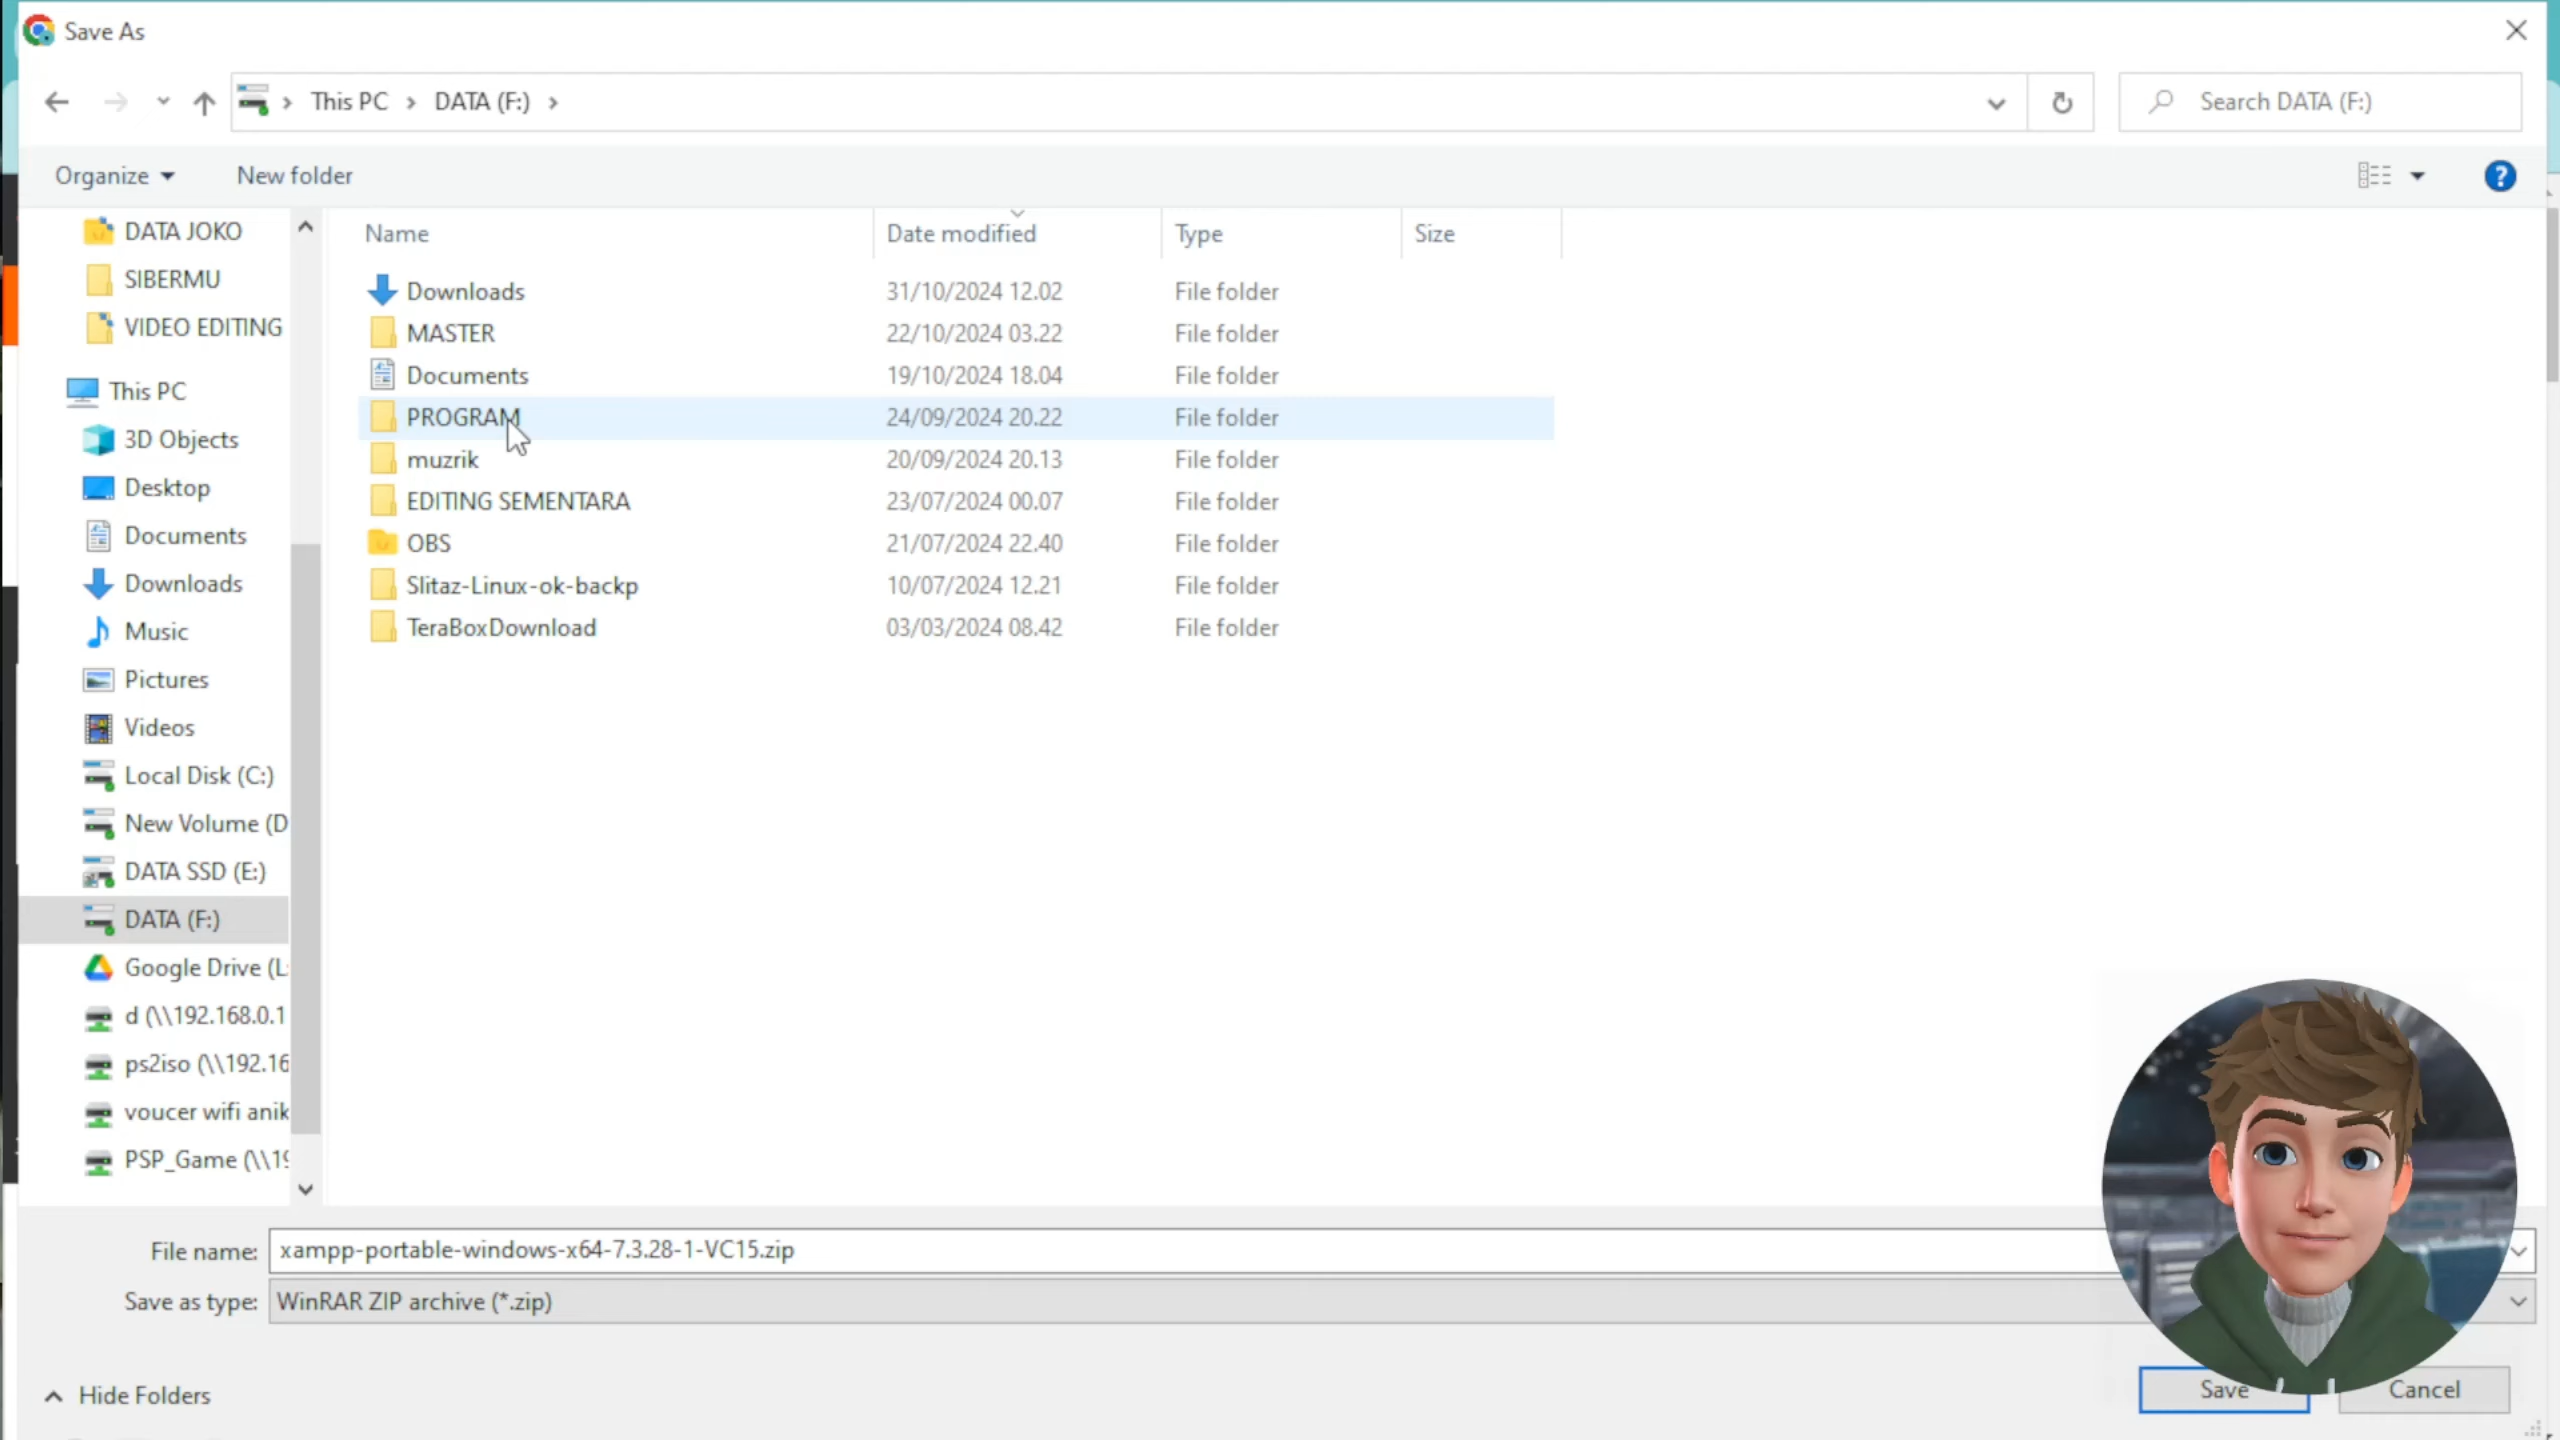 Save As
This PC > DATA (F:) >
Search DATA (F:)
Organize
New folder
?
DATA JOKO
SIBERMU
VIDEO EDITING
This PC
3D Objects
Desktop
Documents
Downloads
Music
Pictures
Videos
Local Disk (C:)
New Volume (D
DATA SSD (E:)
DATA (F:)
Google Drive (L:
d (\\192.168.0.1
ps2iso (\\192.16
voucer wifi anik
PSP_Game (\\19
Name Date modified Type Size
Downloads 31/10/2024 12.02 File folder
MASTER 22/10/2024 03.22 File folder
Documents 19/10/2024 18.04 File folder
PROGRAM 24/09/2024 20.22 File folder
muzrik 20/09/2024 20.13 File folder
EDITING SEMENTARA 23/07/2024 00.07 File folder
OBS 21/07/2024 22.40 File folder
Slitaz-Linux-ok-backp 10/07/2024 12.21 File folder
TeraBoxDownload 03/03/2024 08.42 File folder
File name: xampp-portable-windows-x64-7.3.28-1-VC15.zip
Save as type: WinRAR ZIP archive (*.zip)
Hide Folders
Save
Cancel